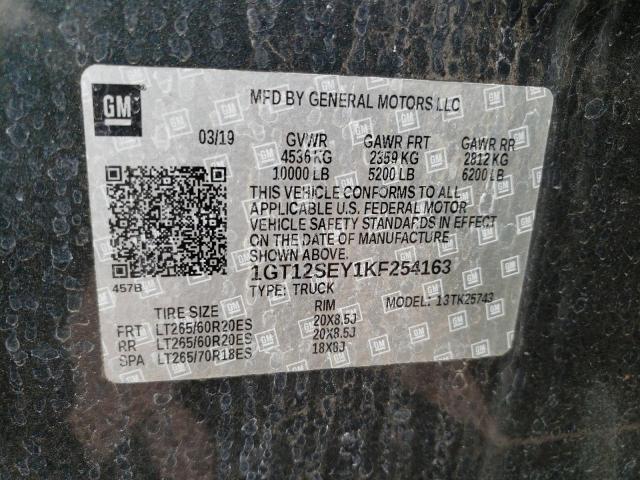 GM
MFD BY GENERAL MOTORS LLC
03/19 GVWR GAWR FRT GAWR RR
4536 KG 2359 KG 2812 KG
10000 LB 5200 LB 6200 LB
THIS VEHICLE CONFORMS TO ALL
APPLICABLE U.S. FEDERAL MOTOR
VEHICLE SAFETY STANDARDS IN EFFECT
ON THE DATE OF MANUFACTURE
SHOWN ABOVE.
1GT12SEY1KF254163
457B
TYPE: TRUCK MODEL: 13TK25743
TIRE SIZE RIM
FRT LT265/60R20ES 20X8.5J
RR LT265/60R20ES 20X8.5J
SPA LT265/70R18ES 18X8J